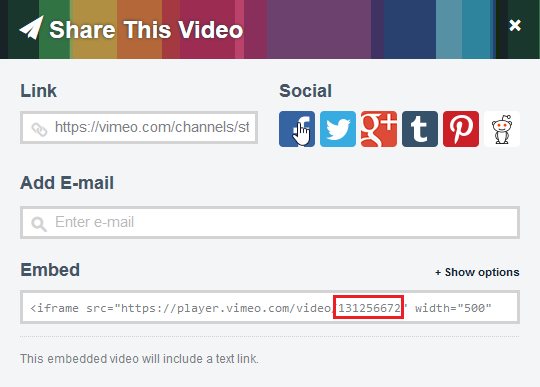 Share This Video ×
Link
Social
https://vimeo.com/channels/st
f g+ t
Add E-mail
Enter e-mail
Embed
+ Show options
<iframe src="https://player.vimeo.com/video/131256672" width="500"
This embedded video will include a text link.